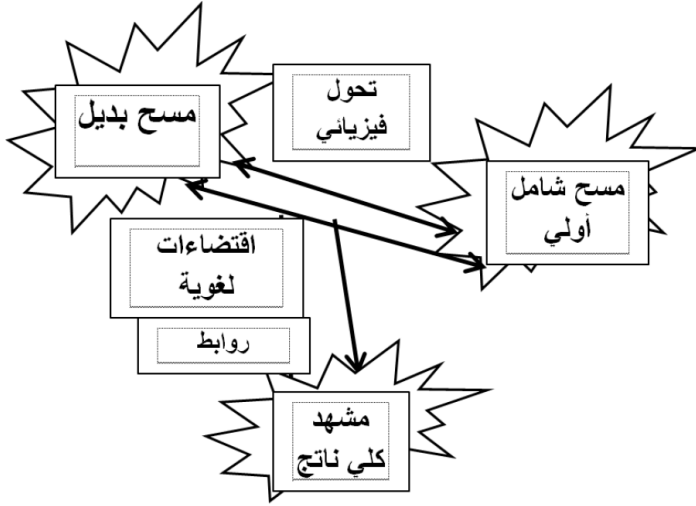 تحول
فيزيائي
مسح بديل
مسح شامل
أولي
اقتضاءات
لغوية
روابط
مشهد
كلي ناتج